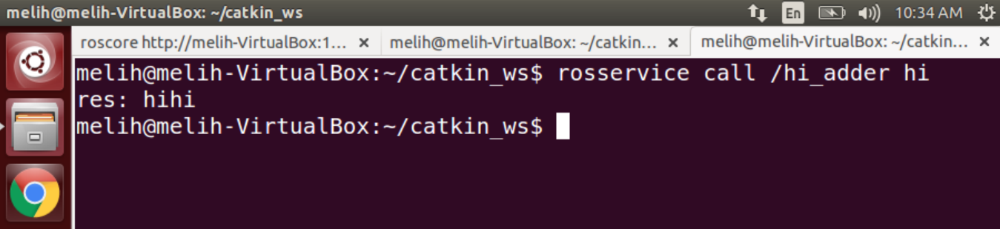 melih@melih-VirtualBox: ~/catkin_ws En 10:34 AM
roscore http://melih-VirtualBox:1... × melih@melih-VirtualBox: ~/catkin... × melih@melih-VirtualBox: ~/catkin... ×
melih@melih-VirtualBox:~/catkin_ws$ rosservice call /hi_adder hi
res: hihi
melih@melih-VirtualBox:~/catkin_ws$